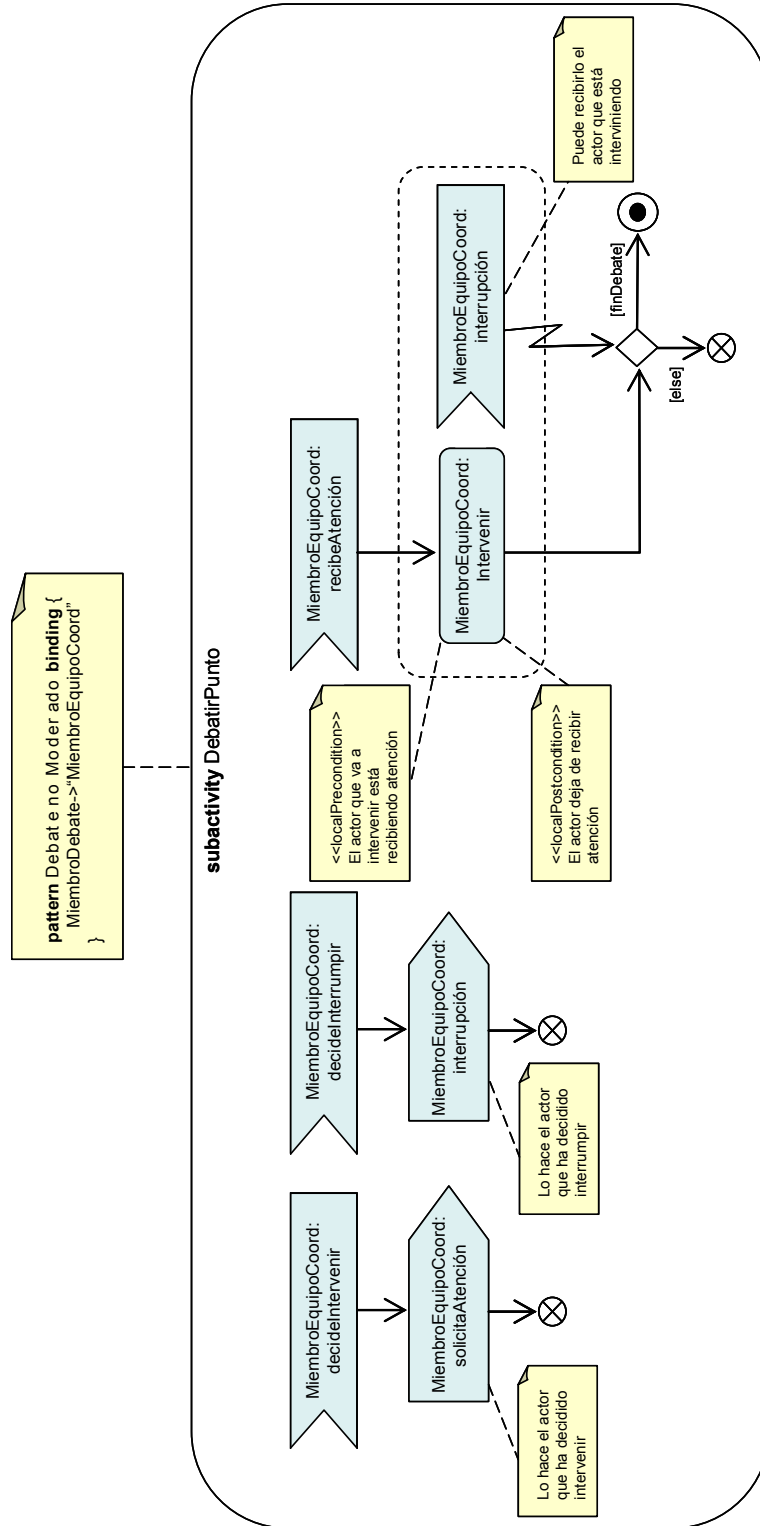 pattern Debate no Moderado binding {
MiembroDebate->“MiembroEquipoCoord”
}
subactivity DebatirPunto
MiembroEquipoCoord:
decideIntervenir
MiembroEquipoCoord:
solicitaAtención
Lo hace el actor
que ha decidido
intervenir
MiembroEquipoCoord:
decideInterrumpir
MiembroEquipoCoord:
interrupción
Lo hace el actor
que ha decidido
interrumpir
<<localPrecondition>>
El actor que va a
intervenir está
recibiendo atención
<<localPostcondition>>
El actor deja de recibir
atención
MiembroEquipoCoord:
recibeAtención
MiembroEquipoCoord:
Intervenir
MiembroEquipoCoord:
interrupción
Puede recibirlo el
actor que está
interviniendo
[finDebate]
[else]